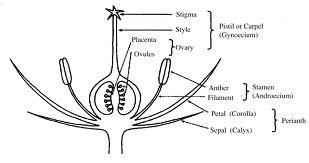 Stigma
Style
Pistil or Carpel
(Gynoecium)
Placenta
Ovules
Ovary
Anther
Filament
Stamen
(Androecium)
Petal (Corolla)
Sepal (Calyx)
Perianth